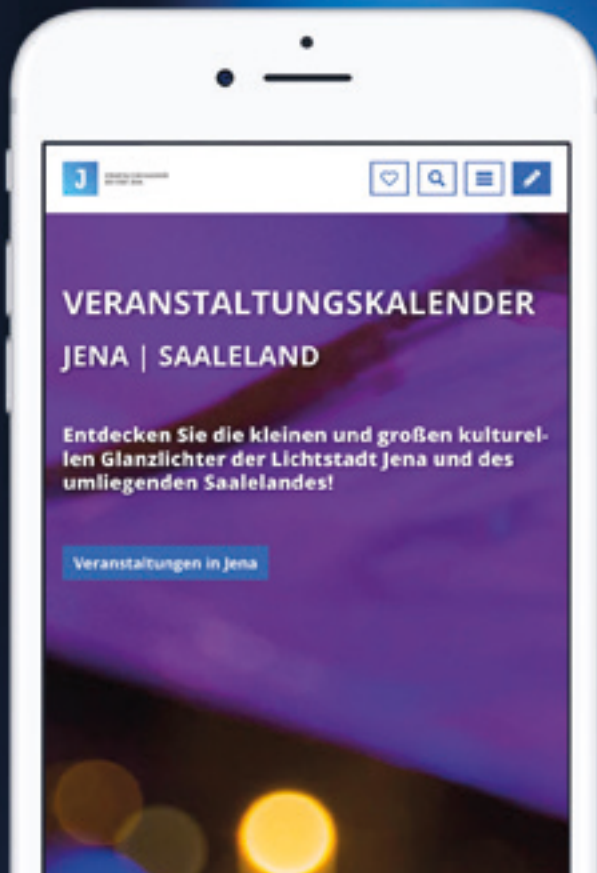 J
VERANSTALTUNGSKALENDER
JENA | SAALELAND
Entdecken Sie die kleinen und großen kulturel-
len Glanzlichter der Lichtstadt Jena und des
umliegenden Saalelandes!
Veranstaltungen in Jena